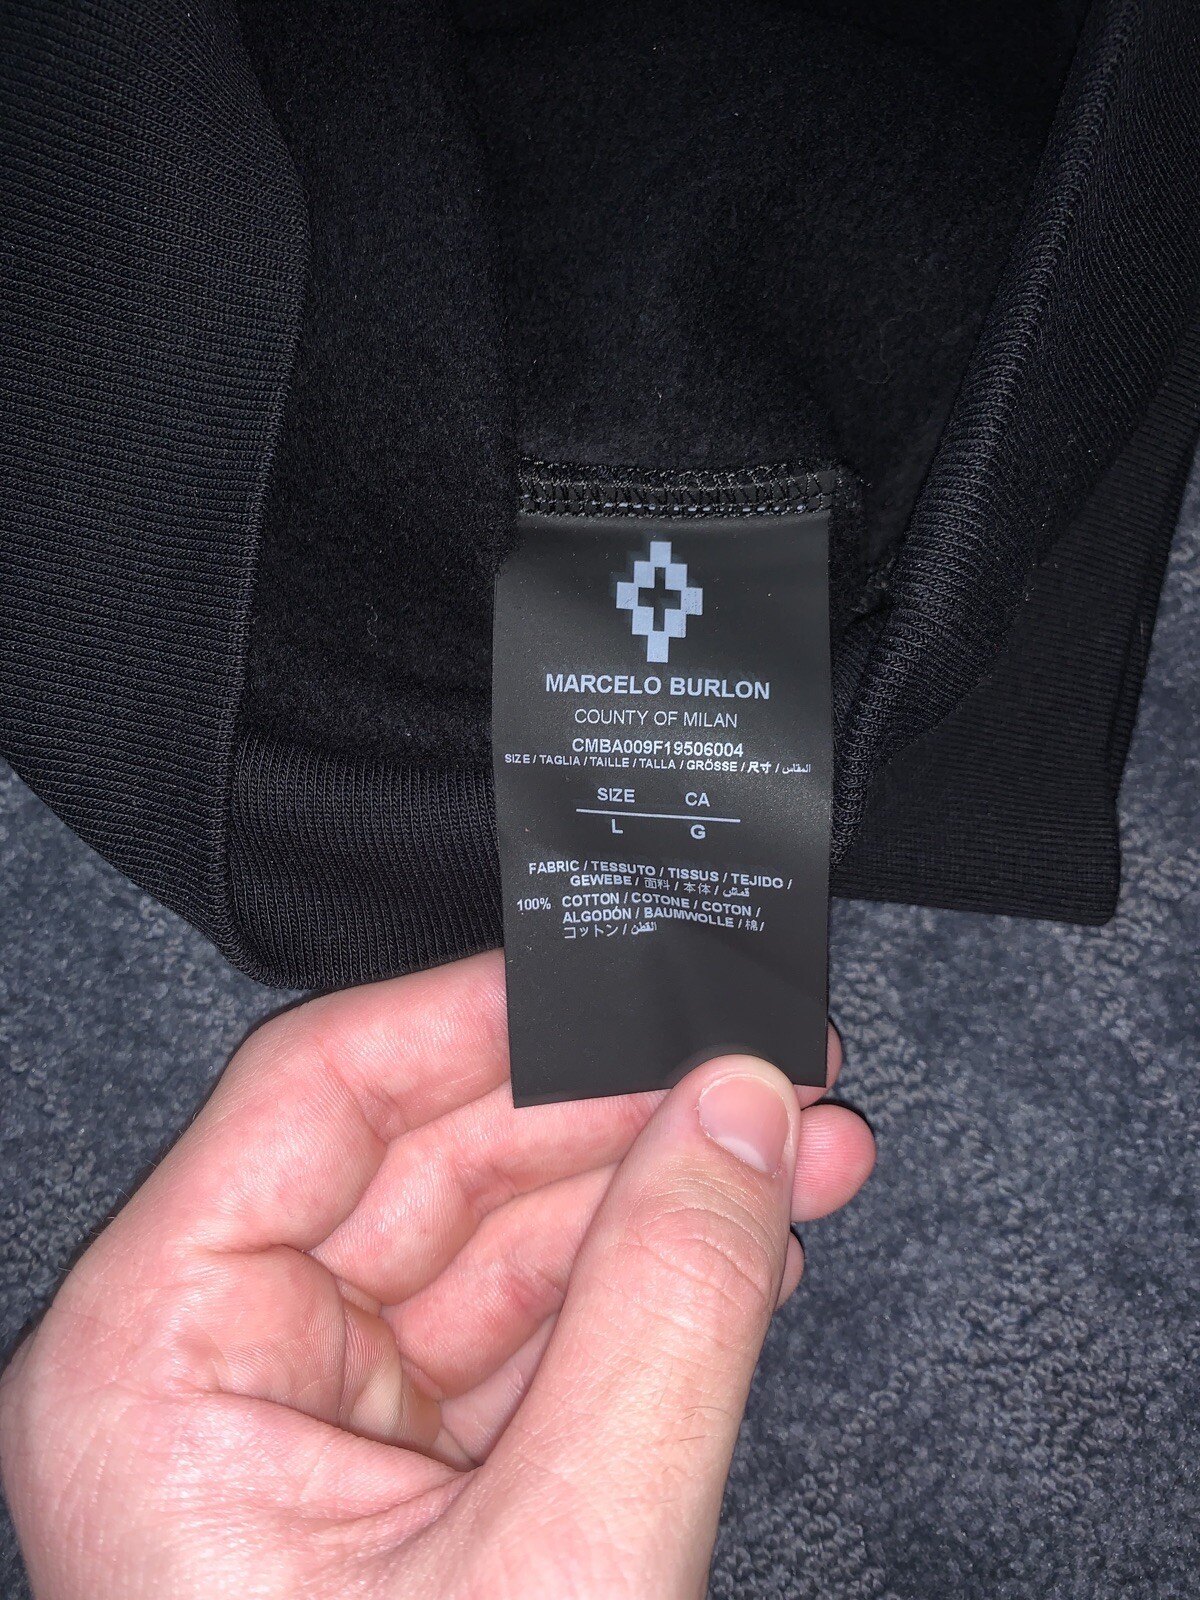 MARCELO BURLON
COUNTY OF MILAN
CMBA009F19506004
SIZE / TAGLIA / TAILLE / TALLA / GRÖSSE / 尺寸 / المقاس
SIZE CA
L G
FABRIC / TESSUTO / TISSUS / TEJIDO /
GEWEBE / 面料 / 本体 / قماش
100% COTTON / COTONE / COTON /
ALGODÓN / BAUMWOLLE / 棉 /
コットン / القطن